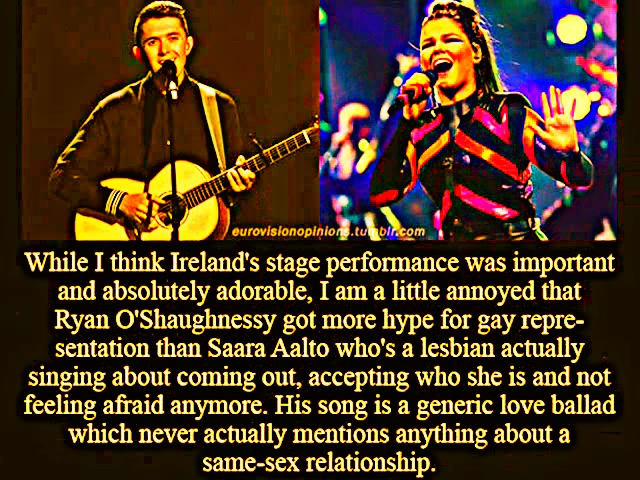 eurovisionopinions.tumblr.com
While I think Ireland's stage performance was important
and absolutely adorable, I am a little annoyed that
Ryan O'Shaughnessy got more hype for gay repre-
sentation than Saara Aalto who's a lesbian actually
singing about coming out, accepting who she is and not
feeling afraid anymore. His song is a generic love ballad
which never actually mentions anything about a
same-sex relationship.